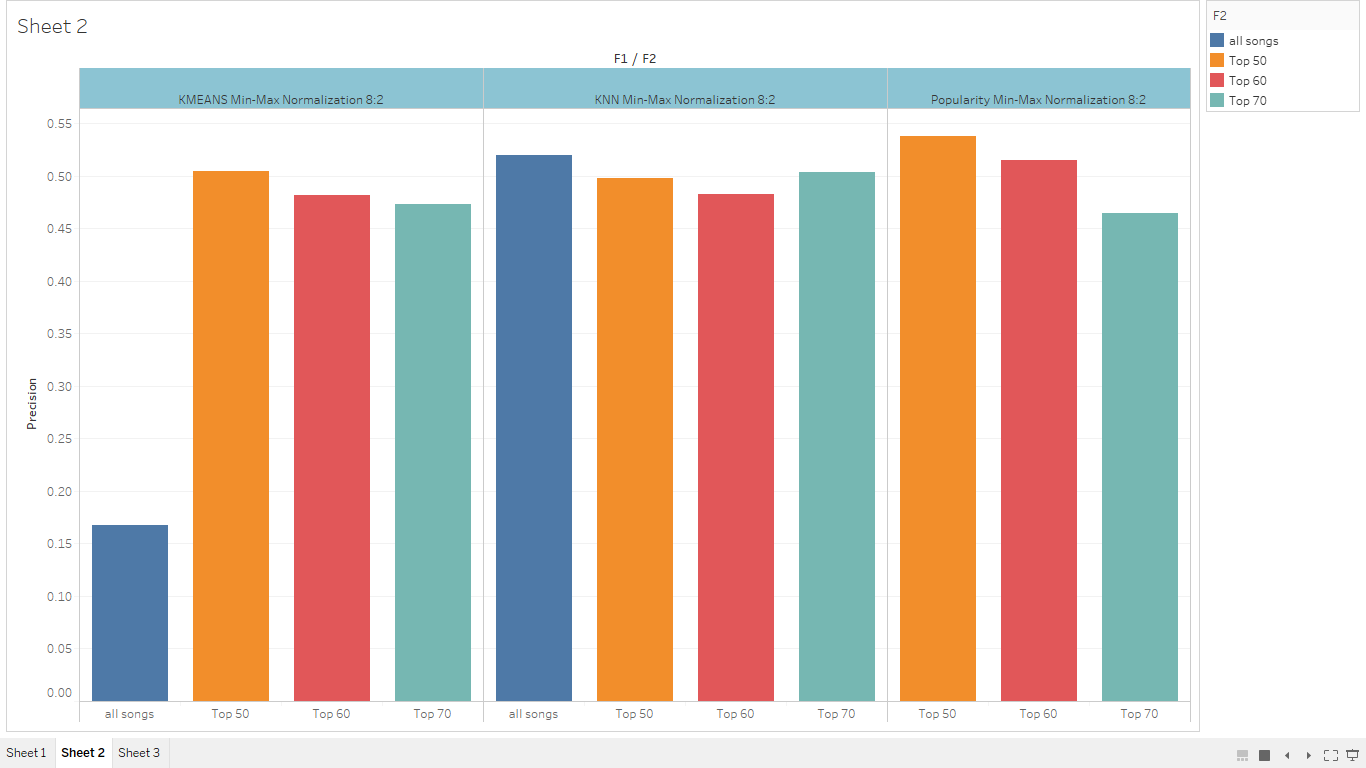 Sheet 2
F1 / F2
KMEANS Min-Max Normalization 8:2
KNN Min-Max Normalization 8:2
Popularity Min-Max Normalization 8:2
0.55
0.50
0.45
0.40
0.35
0.30
0.25
0.20
0.15
0.10
0.05
0.00
Precision
all songs Top 50 Top 60 Top 70 all songs Top 50 Top 60 Top 70 Top 50 Top 60 Top 70
F2
all songs
Top 50
Top 60
Top 70
Sheet 1 Sheet 2 Sheet 3